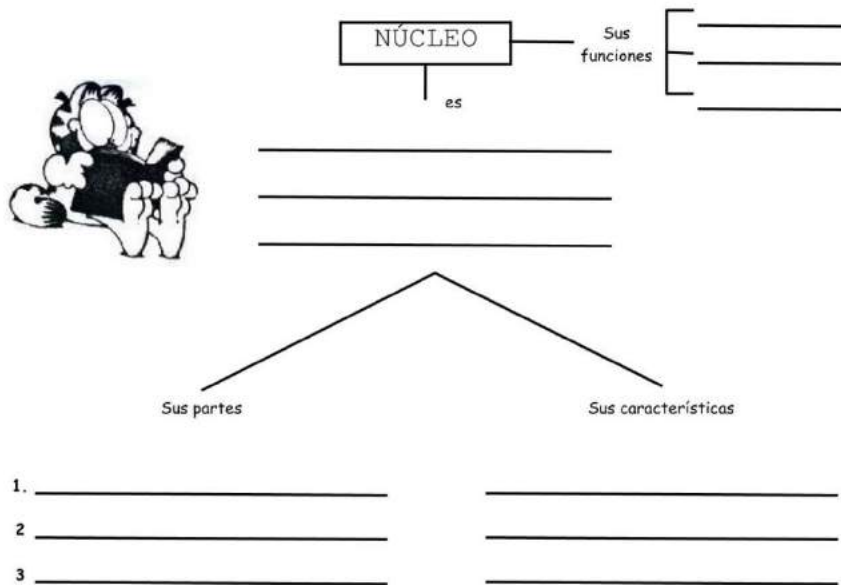 NÚCLEO
Sus
funciones
es
Sus partes
Sus características
1.
2
3